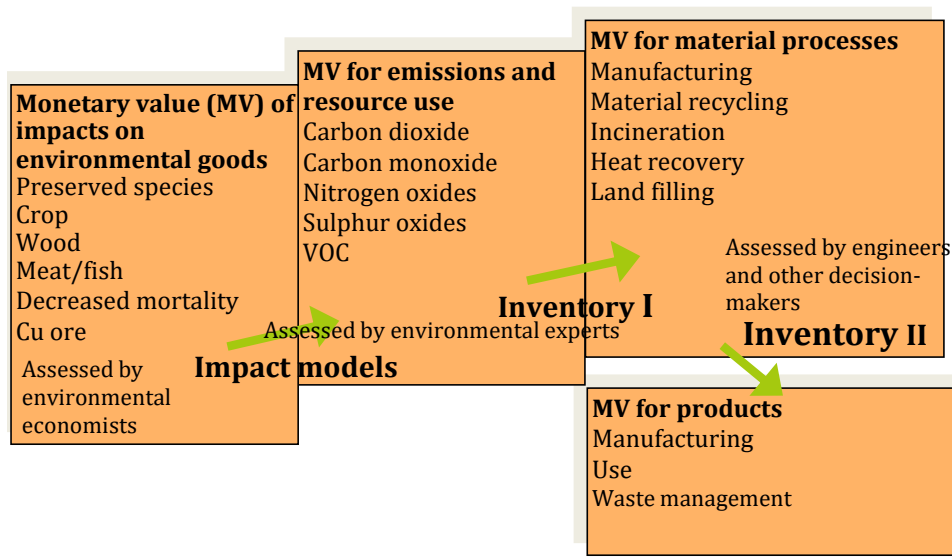 Monetary value (MV) of
impacts on
environmental goods
Preserved species
Crop
Wood
Meat/fish
Decreased mortality
Cu ore
Assessed by
environmental
economists
Impact models
MV for emissions and
resource use
Carbon dioxide
Carbon monoxide
Nitrogen oxides
Sulphur oxides
VOC
Assessed by environmental experts
Inventory I
MV for material processes
Manufacturing
Material recycling
Incineration
Heat recovery
Land filling
Assessed by engineers
and other decision-
makers
Inventory II
MV for products
Manufacturing
Use
Waste management